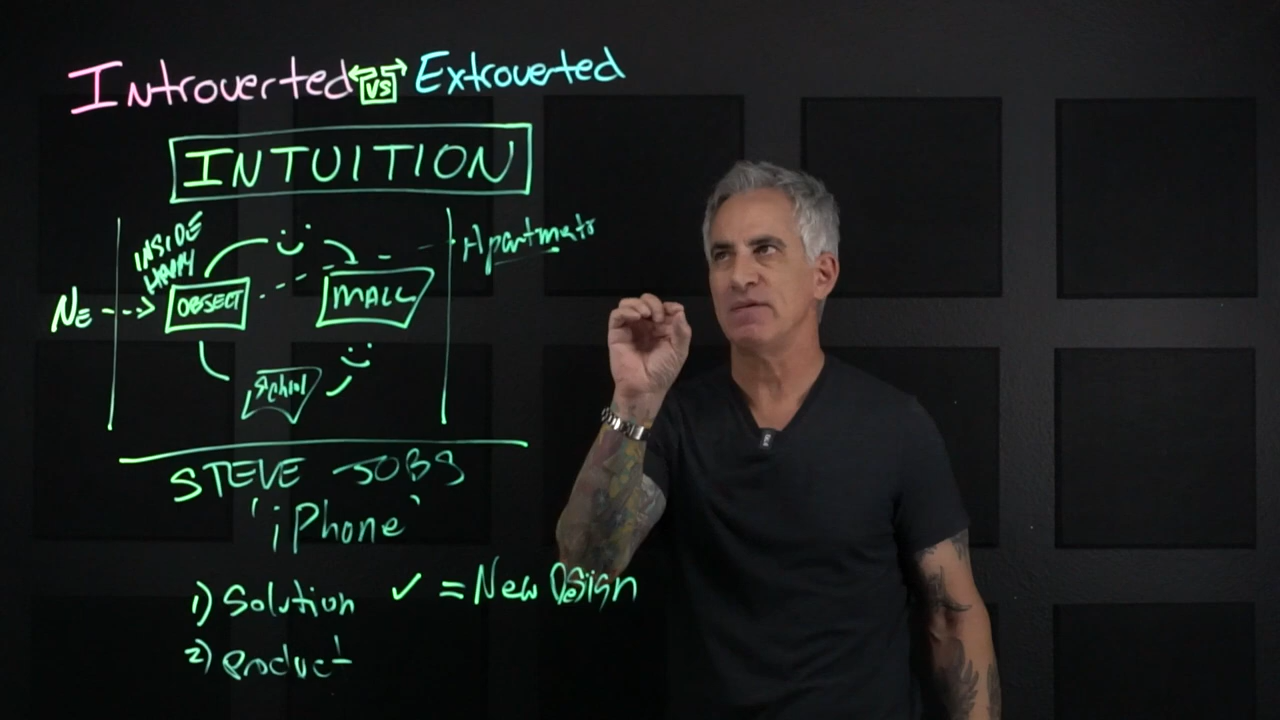 Introverted VS Extroverted
INTUITION
INSIDE
HAPPY
Apartments
NE
OBJECT
MALL
School
STEVE JOBS
'iPhone'
1) Solution ✓ = New Design
2) Product